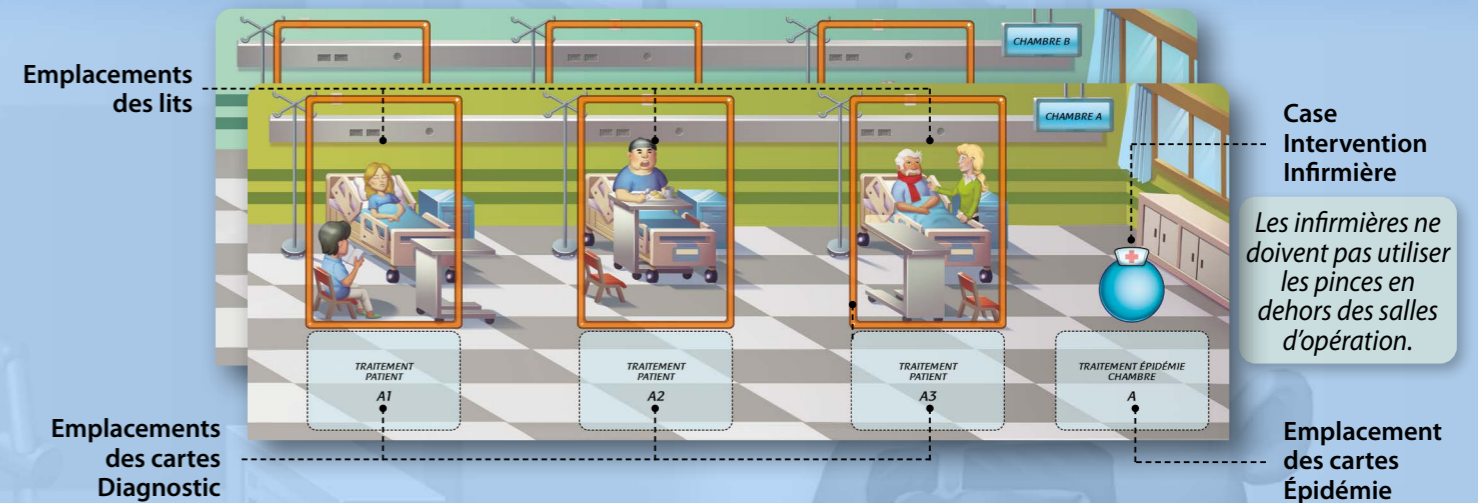 CHAMBRE B
CHAMBRE A
Emplacements
des lits
Case
Intervention
Infirmière
Les infirmières ne
doivent pas utiliser
les pinces en
dehors des salles
d'opération.
TRAITEMENT
PATIENT
A1
TRAITEMENT
PATIENT
A2
TRAITEMENT
PATIENT
A3
TRAITEMENT ÉPIDÉMIE
CHAMBRE
A
Emplacements
des cartes
Diagnostic
Emplacement
des cartes
Épidémie